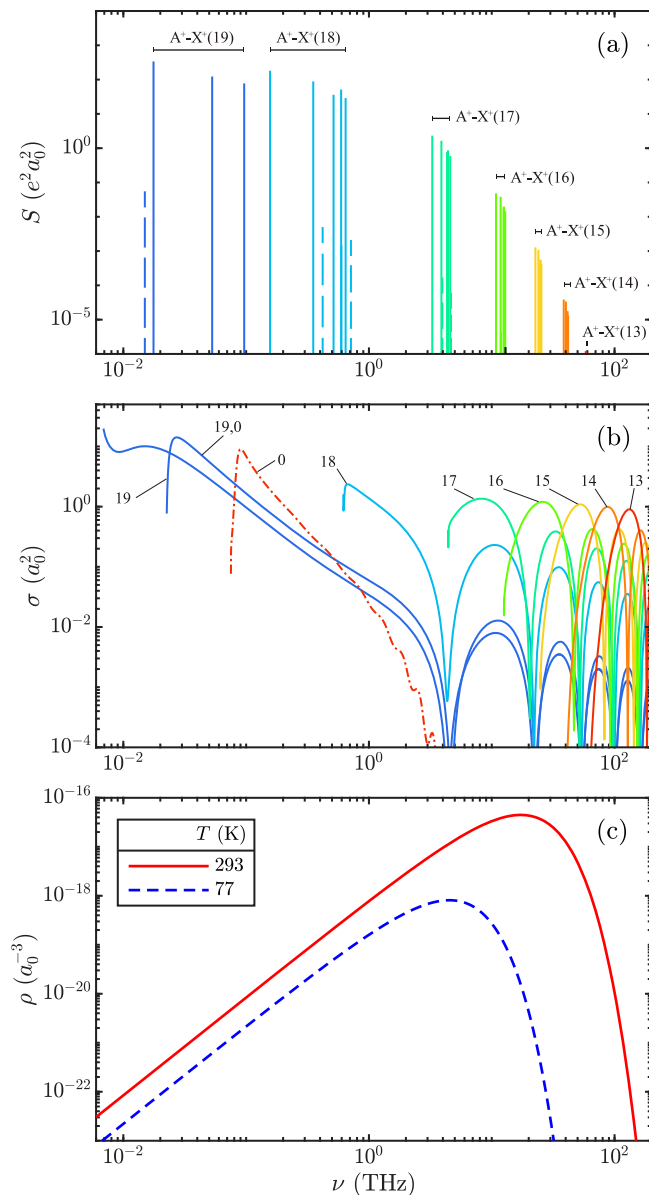 A⁺-X⁺(19) A⁺-X⁺(18) (a)
A⁺-X⁺(17)
10⁰
A⁺-X⁺(16)
S (e²a₀²)
A⁺-X⁺(15)
A⁺-X⁺(14)
10⁻⁵
A⁺-X⁺(13)
10⁻² 10⁰ 10²
(b)
19,0
0
18
17
16
15
14
13
19
10⁰
σ (a₀²)
10⁻²
10⁻⁴
10⁻² 10⁰ 10²
10⁻¹⁶
(c)
T (K)
293
77
10⁻¹⁸
ρ (a₀⁻³)
10⁻²⁰
10⁻²²
10⁻² 10⁰ 10²
ν (THz)